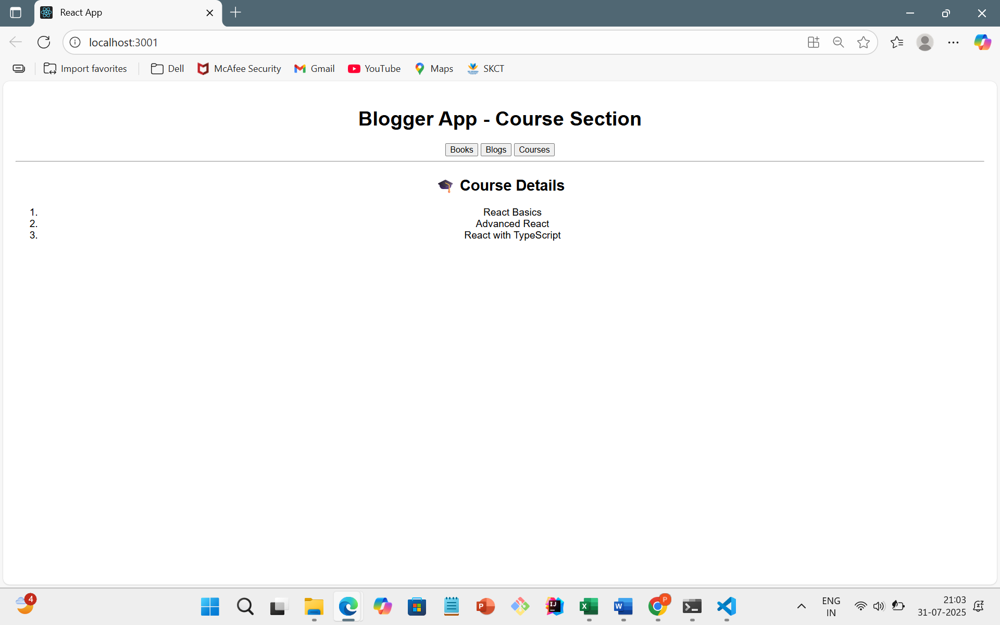 React App
localhost:3001
Import favorites
Dell
McAfee Security
Gmail
YouTube
Maps
SKCT
Blogger App - Course Section
Books Blogs Courses
🎓 Course Details
1. React Basics
2. Advanced React
3. React with TypeScript
4
ENG
IN
21:03
31-07-2025